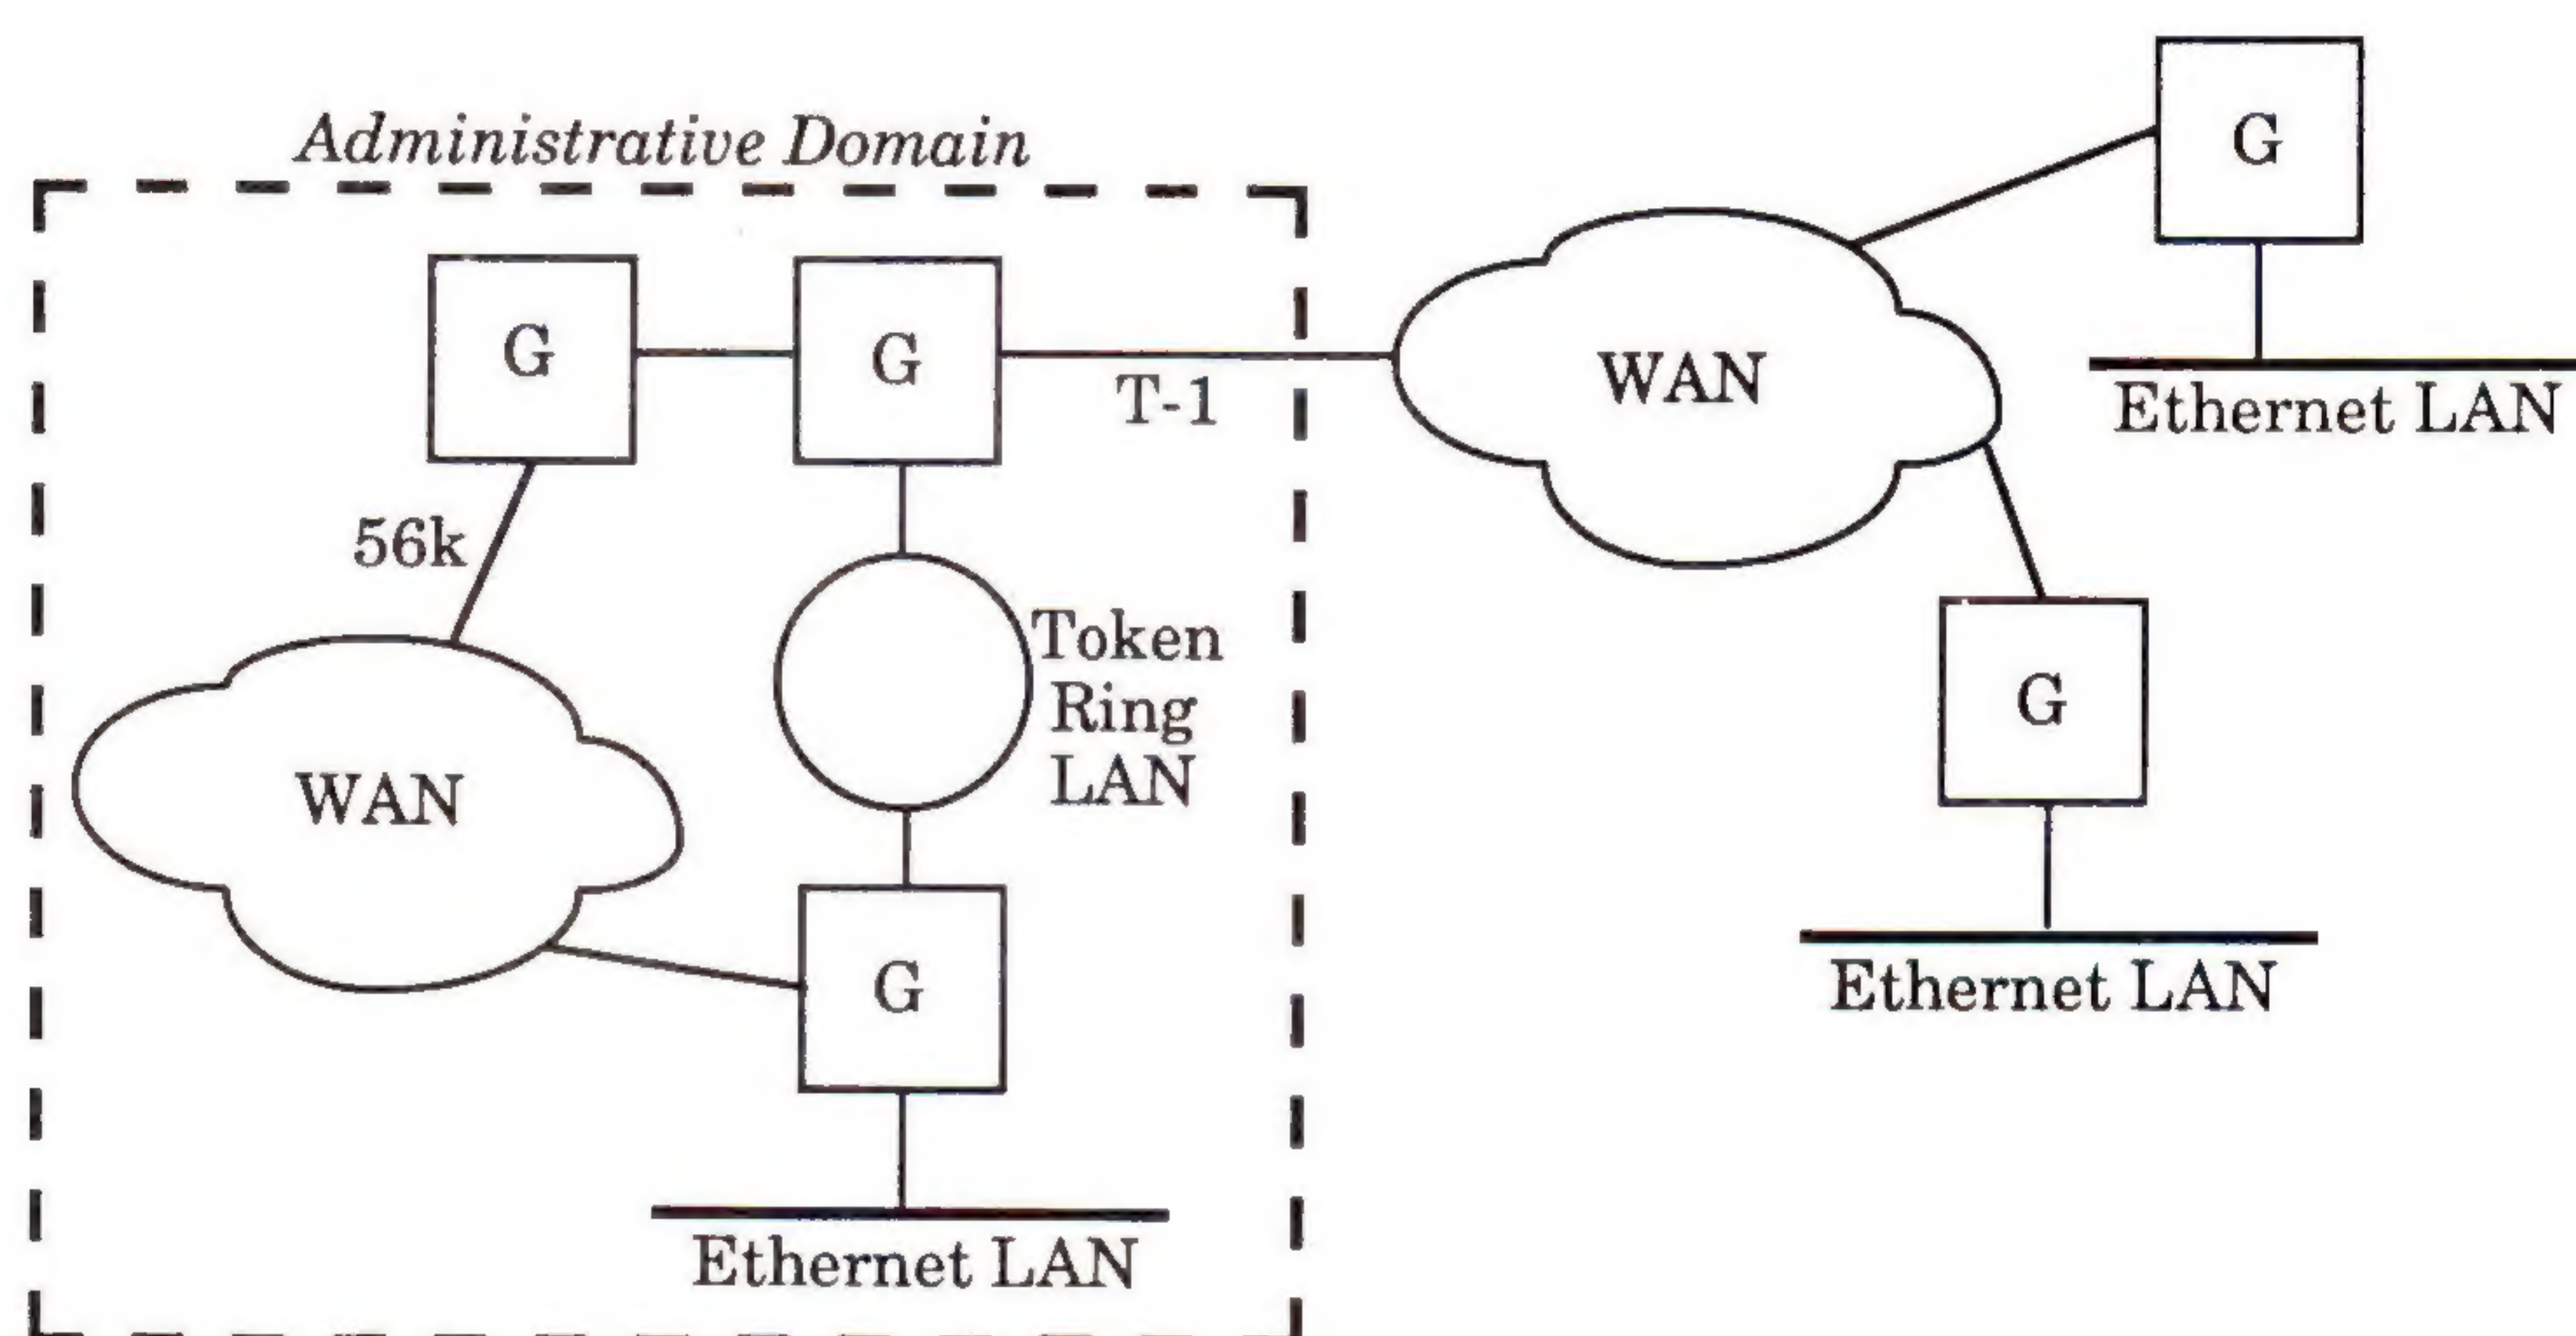 Administrative Domain
G
G
G
T-1
WAN
Ethernet LAN
56k
Token
Ring
LAN
WAN
G
G
Ethernet LAN
Ethernet LAN